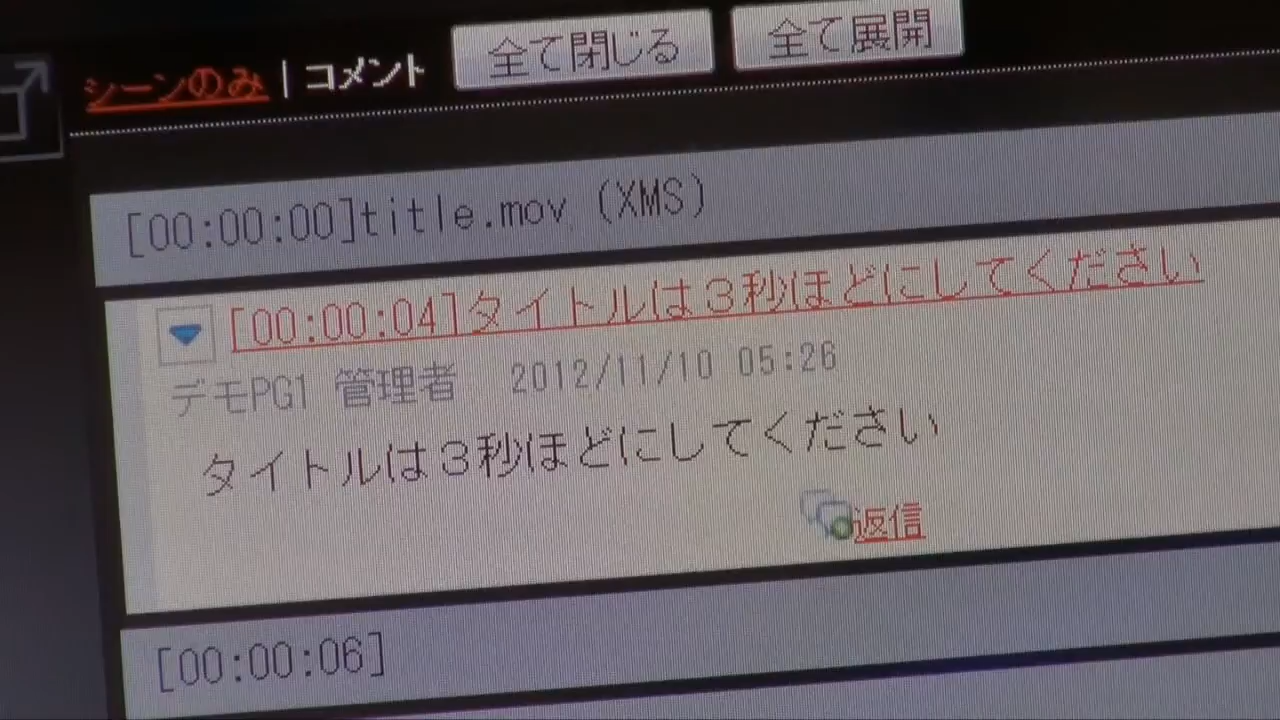 シーンのみ | コメント 全て閉じる 全て展開
[00:00:00]title.mov (XMS)
[00:00:04]タイトルは３秒ほどにしてください
デモPG1 管理者 2012/11/10 05:26
タイトルは３秒ほどにしてください
返信
[00:00:06]